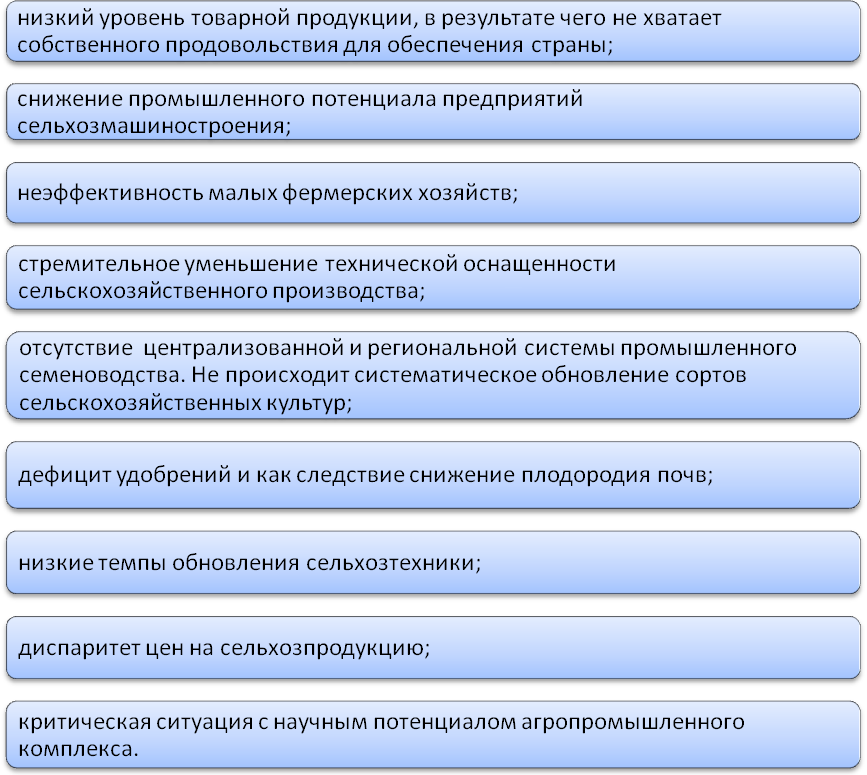 низкий уровень товарной продукции, в результате чего не хватает
собственного продовольствия для обеспечения страны;
снижение промышленного потенциала предприятий
сельхозмашиностроения;
неэффективность малых фермерских хозяйств;
стремительное уменьшение технической оснащенности
сельскохозяйственного производства;
отсутствие централизованной и региональной системы промышленного
семеноводства. Не происходит систематическое обновление сортов
сельскохозяйственных культур;
дефицит удобрений и как следствие снижение плодородия почв;
низкие темпы обновления сельхозтехники;
диспаритет цен на сельхозпродукцию;
критическая ситуация с научным потенциалом агропромышленного
комплекса.